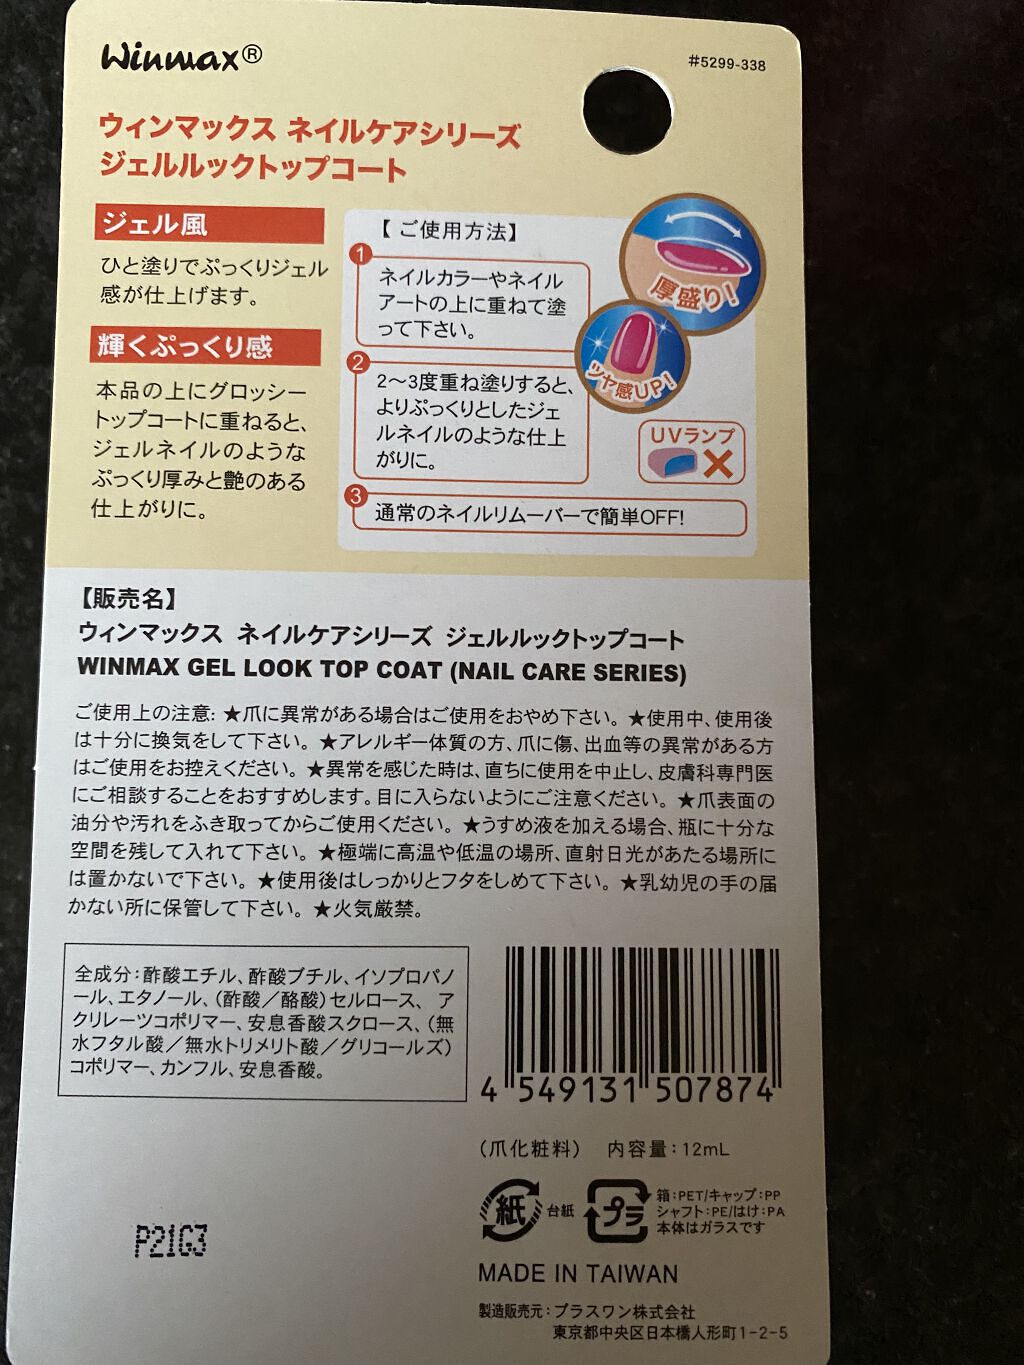 Winmax®
#5299-338
ウィンマックス ネイルケアシリーズ
ジェルルックトップコート
ジェル風
ひと塗りでぷっくりジェル
感が仕上げます。
輝くぷっくり感
本品の上にグロッシー
トップコートに重ねると、
ジェルネイルのような
ぷっくり厚みと艶のある
仕上がりに。
【ご使用方法】
1
ネイルカラーやネイル
アートの上に重ねて塗
って下さい。
2
2〜3度重ね塗りすると、
よりぷっくりとしたジェ
ルネイルのような仕上
がりに。
3
通常のネイルリムーバーで簡単OFF!
厚盛り!
ツヤ感UP!
UVランプ
【販売名】
ウィンマックス ネイルケアシリーズ ジェルルックトップコート
WINMAX GEL LOOK TOP COAT (NAIL CARE SERIES)
ご使用上の注意: ★爪に異常がある場合はご使用をおやめ下さい。★使用中、使用後
は十分に換気をして下さい。★アレルギー体質の方、爪に傷、出血等の異常がある方
はご使用をお控えください。★異常を感じた時は、直ちに使用を中止し、皮膚科専門医
にご相談することをおすすめします。目に入らないようにご注意ください。★爪表面の
油分や汚れをふき取ってからご使用ください。★うすめ液を加える場合、瓶に十分な
空間を残して入れて下さい。★極端に高温や低温の場所、直射日光があたる場所に
は置かないで下さい。★使用後はしっかりとフタをしめて下さい。★乳幼児の手の届
かない所に保管して下さい。★火気厳禁。
全成分:酢酸エチル、酢酸ブチル、イソプロパノ
ール、エタノール、(酢酸/酪酸)セルロース、ア
クリレーツコポリマー、安息香酸スクロース、(無
水フタル酸/無水トリメリト酸/グリコールズ)
コポリマー、カンフル、安息香酸。
4 549131 507874
(爪化粧料) 内容量:12mL
紙 台紙
プラ
箱:PET/キャップ:PP
シャフト:PE/はけ:PA
本体はガラスです
P21G3
MADE IN TAIWAN
製造販売元:プラスワン株式会社
東京都中央区日本橋人形町1-2-5